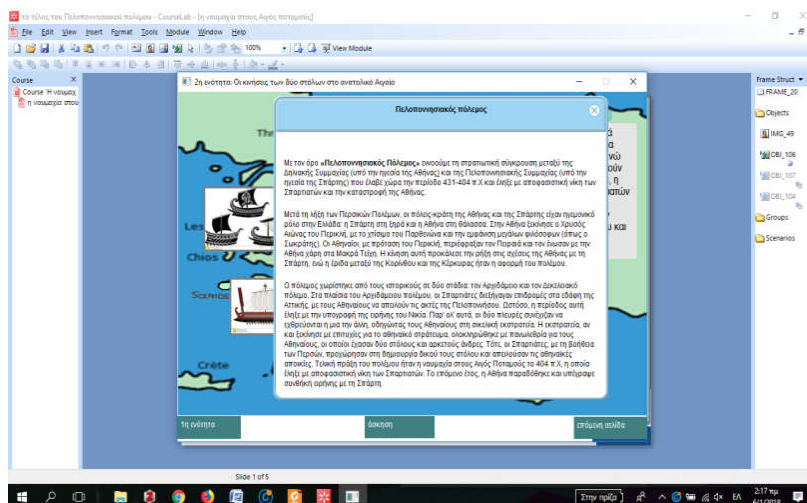 το τέλος του Πελοποννησιακού πολέμου - CourseLab - [η ναυμαχία στους Αιγός ποταμούς]
File Edit View Insert Format Tools Module Window Help
100% View Module
Course
Course 'Η ναυμαχ
η ναυμαχία στου
Frame Struct
FRAME_20
Objects
IMG_49
OBJ_106
OBJ_107
OBJ_104
Groups
Scenarios
2η ενότητα: Οι κινήσεις των δύο στόλων στο ανατολικό Αιγαίο
Πελοποννησιακός πόλεμος
Με τον όρο «Πελοποννησιακός Πόλεμος» εννοούμε τη στρατιωτική σύγκρουση μεταξύ της
Δηλιακής Συμμαχίας (υπό την ηγεσία της Αθήνας) και της Πελοποννησιακής Συμμαχίας (υπό την
ηγεσία της Σπάρτης) που έλαβε χώρα την περίοδο 431-404 π.Χ και έληξε με αποφασιστική νίκη των
Σπαρτιατών και την καταστροφή της Αθήνας.
Μετά τη λήξη των Περσικών Πολέμων, οι πόλεις-κράτη της Αθήνας και της Σπάρτης είχαν ηγεμονικό
ρόλο στην Ελλάδα: η Σπάρτη στη ξηρά και η Αθήνα στη θάλασσα. Στην Αθήνα ξεκίνησε ο Χρυσός
Αιώνας του Περικλή, με το χτίσιμο του Παρθενώνα και την εμφάνιση μεγάλων φιλόσοφων (όπως ο
Σωκράτης). Οι Αθηναίοι, με πρόταση του Περικλή, περιέφραξαν τον Πειραιά και τον ένωσαν με την
Αθήνα χάρη στα Μακρά Τείχη. Η κίνηση αυτή προκάλεσε την ρήξη στις σχέσεις της Αθήνας με τη
Σπάρτη, ενώ η έριδα μεταξύ της Κορίνθου και της Κέρκυρας ήταν η αφορμή του πολέμου.
Ο πόλεμος χωρίστηκε από τους ιστορικούς σε δύο στάδια: τον Αρχιδάμειο και τον Δεκελεικό
πόλεμο. Στα πλαίσια του Αρχιδάμειου πολέμου, οι Σπαρτιάτες διεξήγαγαν επιδρομές στα εδάφη της
Αττικής, με τους Αθηναίους να απειλούν τις ακτές της Πελοποννήσου. Ωστόσο, η περίοδος αυτή
έληξε με την υπογραφή της ειρήνης του Νικία. Παρ' ολ' αυτά, οι δύο πλευρές συνέχιζαν να
εχθρεύονται η μια την άλλη, οδηγώντας τους Αθηναίους στη σικελική εκστρατεία. Η εκστρατεία, αν
και ξεκίνησε με επιτυχίες για το αθηναϊκό στράτευμα, ολοκληρώθηκε με πανωλεθρία για τους
Αθηναίους, οι οποίοι έχασαν δύο στόλους και αρκετούς άνδρες. Τότε, οι Σπαρτιάτες, με τη βοήθεια
των Περσών, προχώρησαν στη δημιουργία δικού τους στόλου και απειλούσαν τις αθηναϊκές
αποικίες. Τελική πράξη του πολέμου ήταν η ναυμαχία στους Αιγός Ποταμούς το 404 π.Χ, η οποία
έληξε με αποφασιστική νίκη των Σπαρτιατών. Το επόμενο έτος, η Αθήνα παραδόθηκε και υπέγραψε
συνθήκη ειρήνης με τη Σπάρτη.
Les
Chios
Samos
Crete
1η ενότητα
άσκηση
επόμενη σελίδα
Slide 1 of 5
Στην πρίζα
ΕΛ
2:17 πμ
6/1/2018